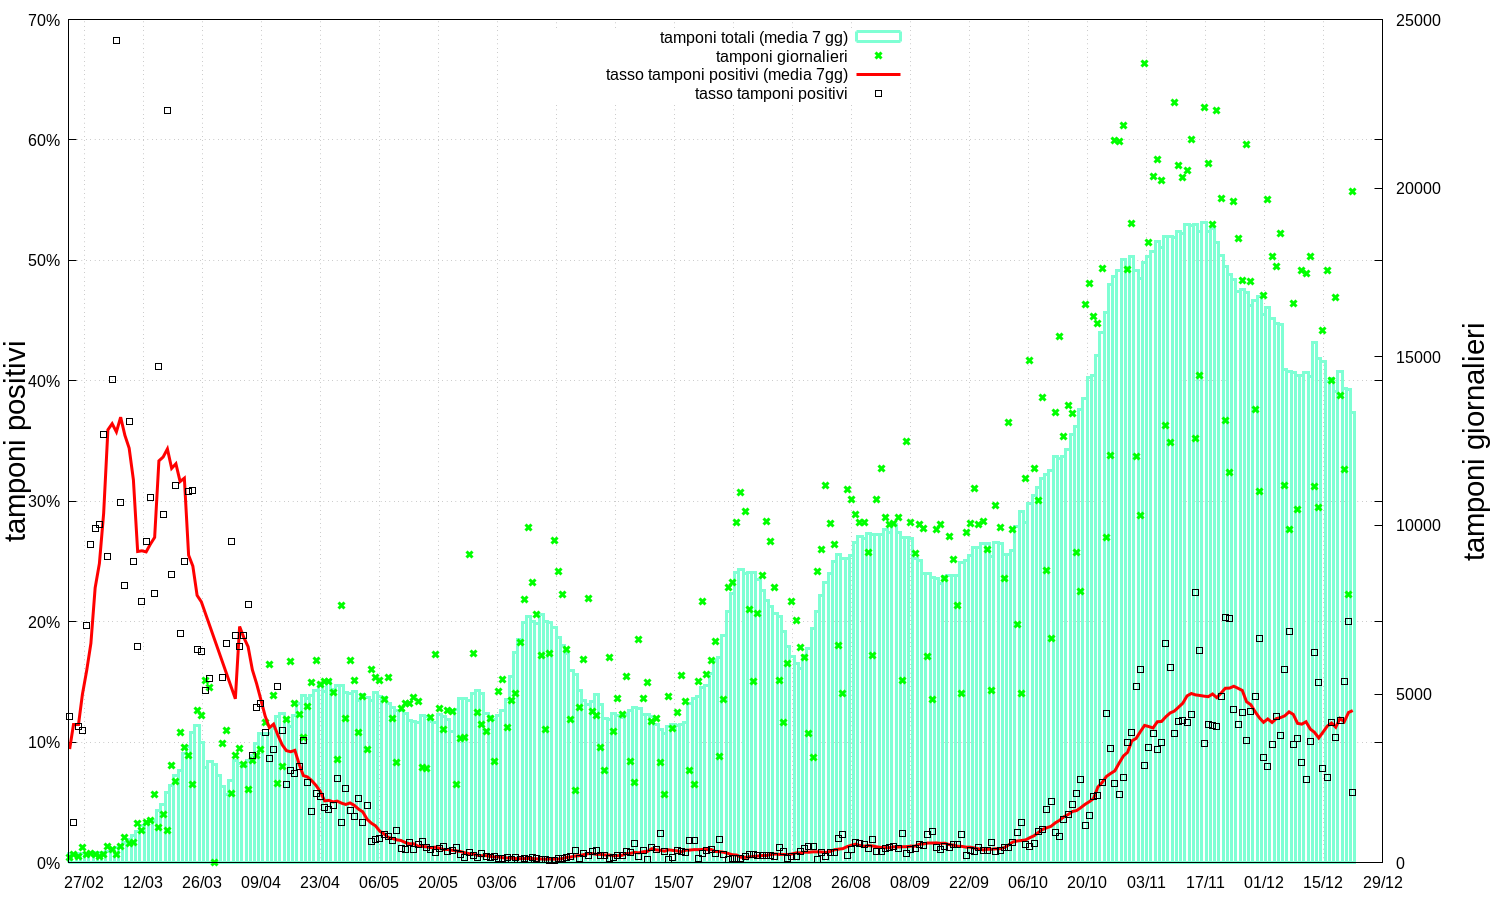 tamponi totali (media 7 gg)
tamponi giornalieri
tasso tamponi positivi (media 7gg)
tasso tamponi positivi
70%
60%
50%
40%
30%
20%
10%
0%
tamponi positivi
25000
20000
15000
10000
5000
0
tamponi giornalieri
27/02 12/03 26/03 09/04 23/04 06/05 20/05 03/06 17/06 01/07 15/07 29/07 12/08 26/08 08/09 22/09 06/10 20/10 03/11 17/11 01/12 15/12 29/12